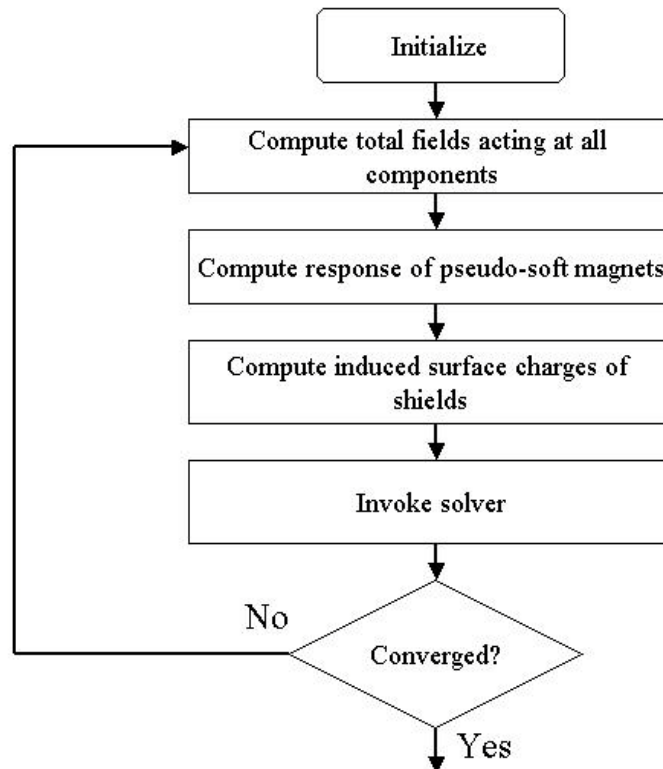 Initialize
Compute total fields acting at all
components
Compute response of pseudo-soft magnets
Compute induced surface charges of
shields
Invoke solver
No
Converged?
Yes